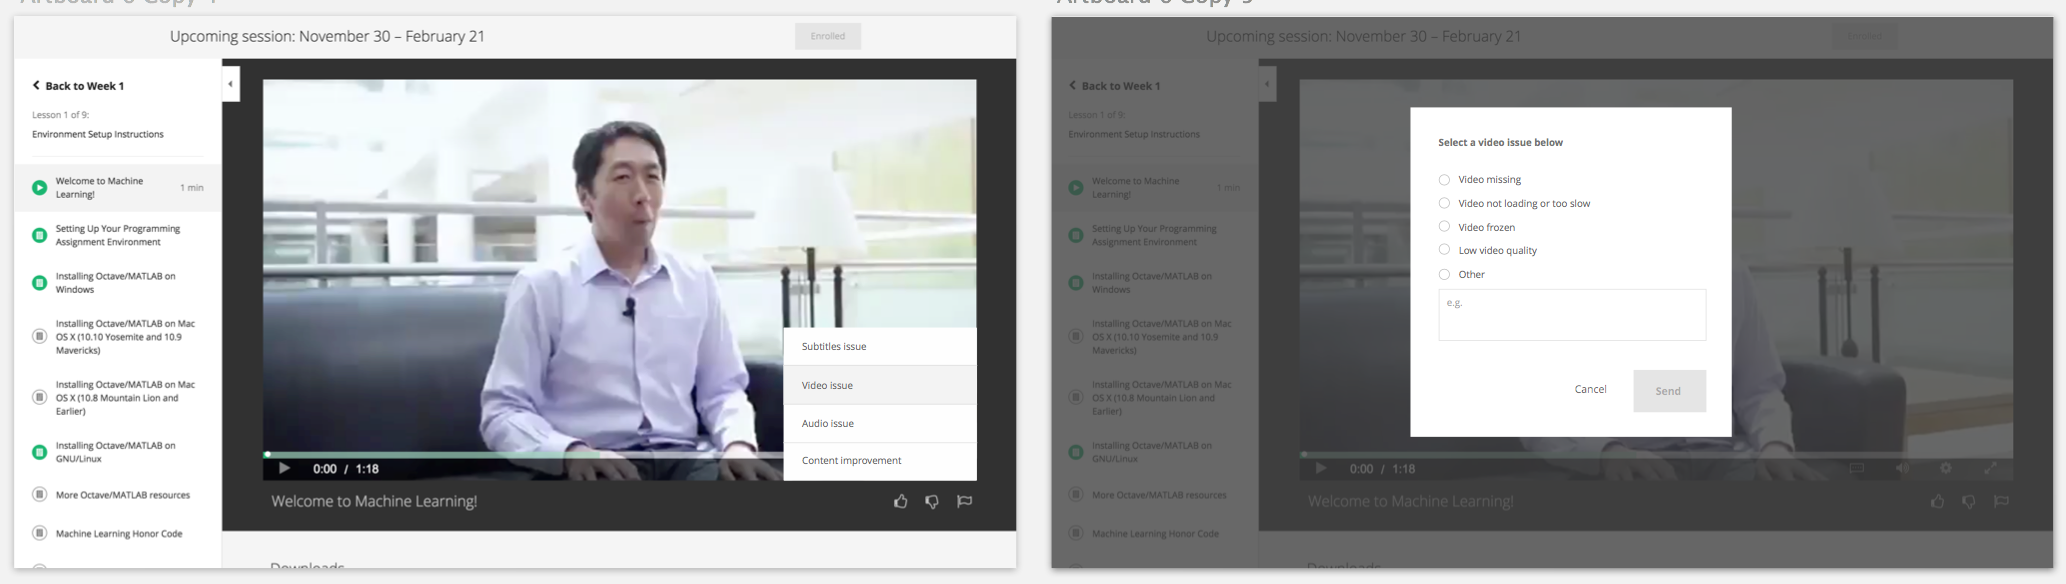 Upcoming session: November 30 – February 21
Enrolled
Back to Week 1
Lesson 1 of 9:
Environment Setup Instructions
Welcome to Machine
Learning!
1 min
Setting Up Your Programming
Assignment Environment
Installing Octave/MATLAB on
Windows
Installing Octave/MATLAB on Mac
OS X (10.10 Yosemite and 10.9
Mavericks)
Installing Octave/MATLAB on Mac
OS X (10.8 Mountain Lion and
Earlier)
Installing Octave/MATLAB on
GNU/Linux
More Octave/MATLAB resources
Machine Learning Honor Code
Subtitles issue
Video issue
Audio issue
Content improvement
0:00 / 1:18
Welcome to Machine Learning!
Downloads
Upcoming session: November 30 – February 21
Enrolled
Back to Week 1
Lesson 1 of 9:
Environment Setup Instructions
Welcome to Machine
Learning!
1 min
Setting Up Your Programming
Assignment Environment
Installing Octave/MATLAB on
Windows
Installing Octave/MATLAB on Mac
OS X (10.10 Yosemite and 10.9
Mavericks)
Installing Octave/MATLAB on Mac
OS X (10.8 Mountain Lion and
Earlier)
Installing Octave/MATLAB on
GNU/Linux
More Octave/MATLAB resources
Machine Learning Honor Code
Select a video issue below
Video missing
Video not loading or too slow
Video frozen
Low video quality
Other
e.g.
Cancel
Send
0:00 / 1:18
Welcome to Machine Learning!
Downloads